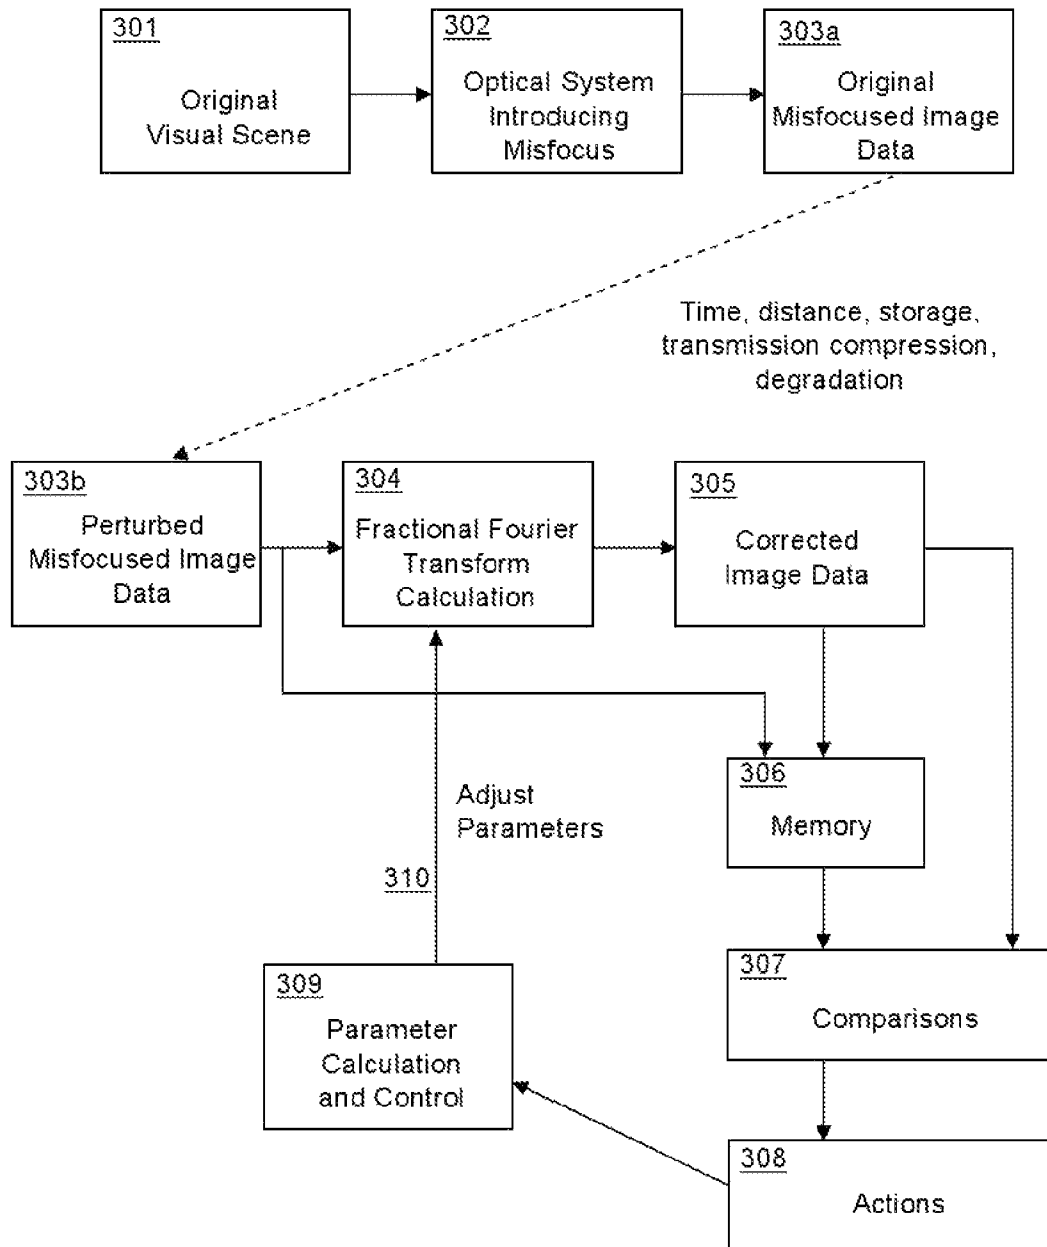 301
Original
Visual Scene
302
Optical System
Introducing
Misfocus
303a
Original
Misfocused Image
Data
Time, distance, storage,
transmission compression,
degradation
303b
Perturbed
Misfocused Image
Data
304
Fractional Fourier
Transform
Calculation
305
Corrected
Image Data
306
Memory
Adjust
Parameters
310
307
Comparisons
309
Parameter
Calculation
and Control
308
Actions